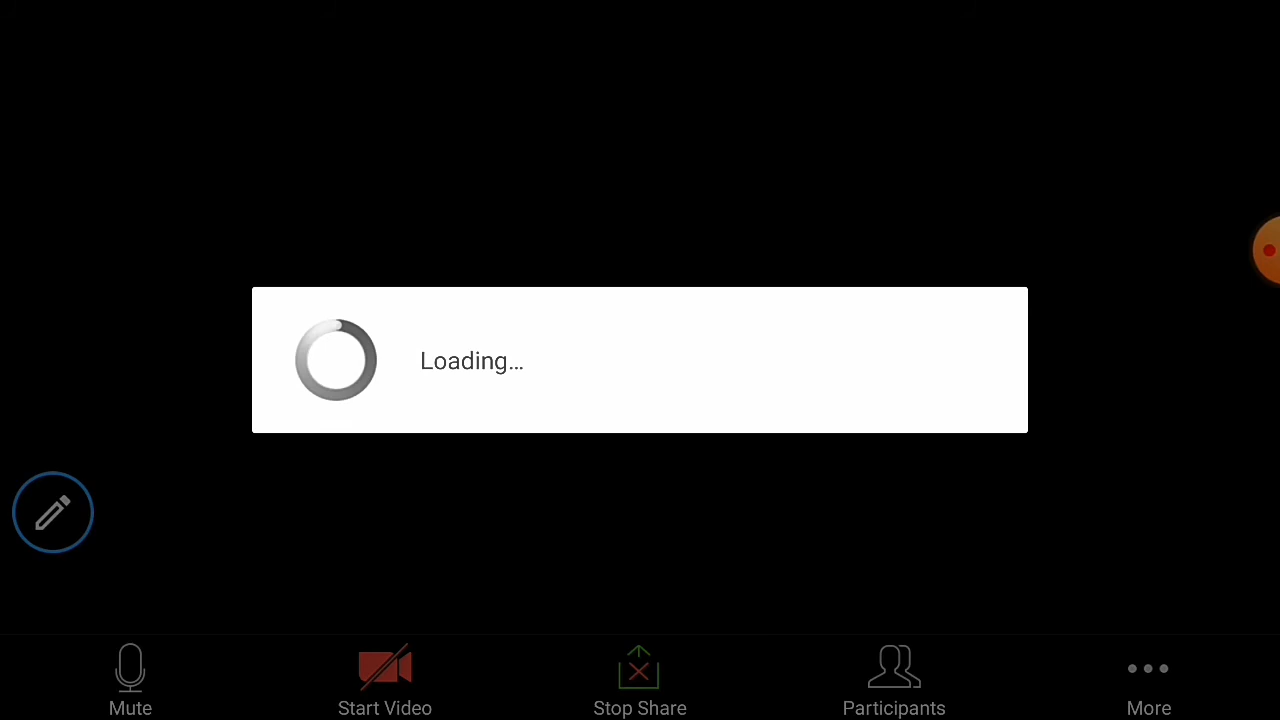 Loading...
Mute
Start Video
Stop Share
Participants
More